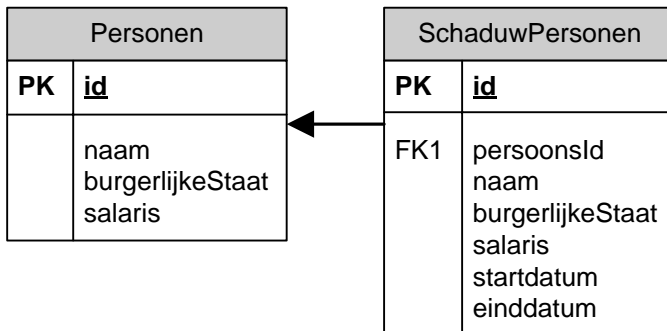 Personen
PK id
naam
burgerlijkeStaat
salaris
SchaduwPersonen
PK id
FK1 persoonsId
naam
burgerlijkeStaat
salaris
startdatum
einddatum